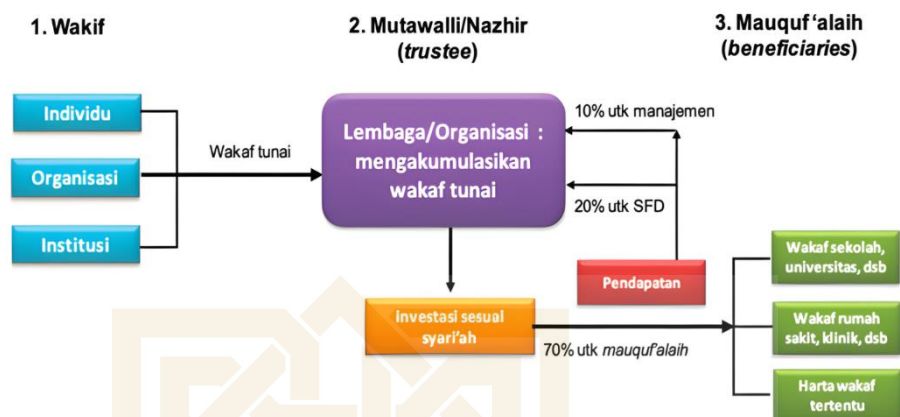 1. Wakif
2. Mutawalli/Nazhir
(trustee)
3. Mauquf ‘alaih
(beneficiaries)
Individu
Organisasi
Institusi
Wakaf tunai
Lembaga/Organisasi :
mengakumulasikan
wakaf tunai
10% utk manajemen
20% utk SFD
Pendapatan
investasi sesuai
syari’ah
70% utk mauquf’alaih
Wakaf sekolah,
universitas, dsb
Wakaf rumah
sakit, klinik, dsb
Harta wakaf
tertentu